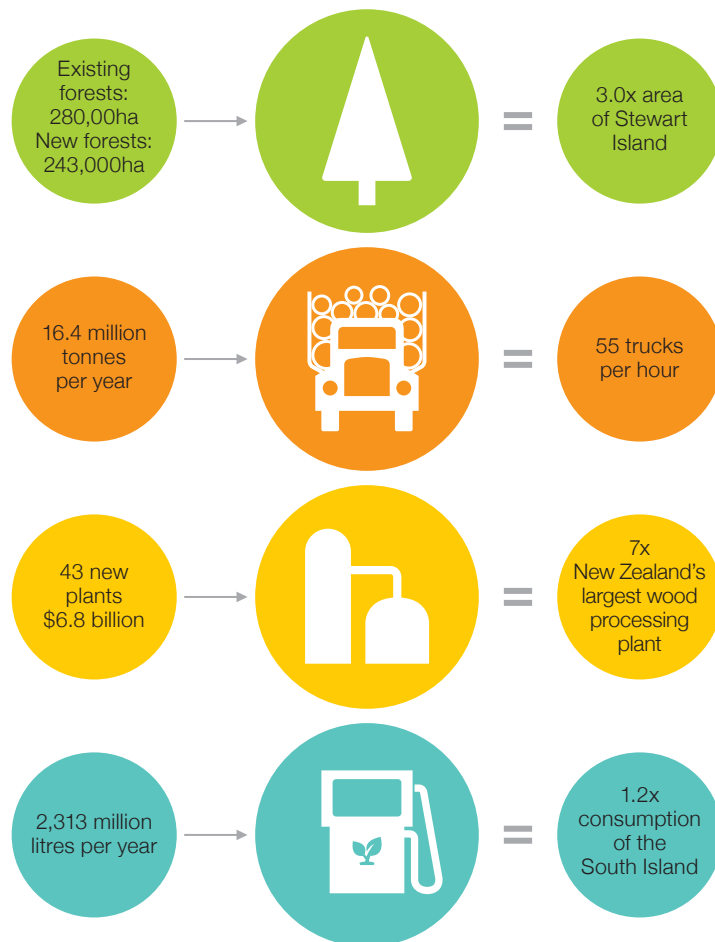 Existing
forests:
280,00ha
New forests:
243,000ha
3.0x area
of Stewart
Island
16.4 million
tonnes
per year
55 trucks
per hour
43 new
plants
$6.8 billion
7x
New Zealand's
largest wood
processing
plant
2,313 million
litres per year
1.2x
consumption
of the
South Island